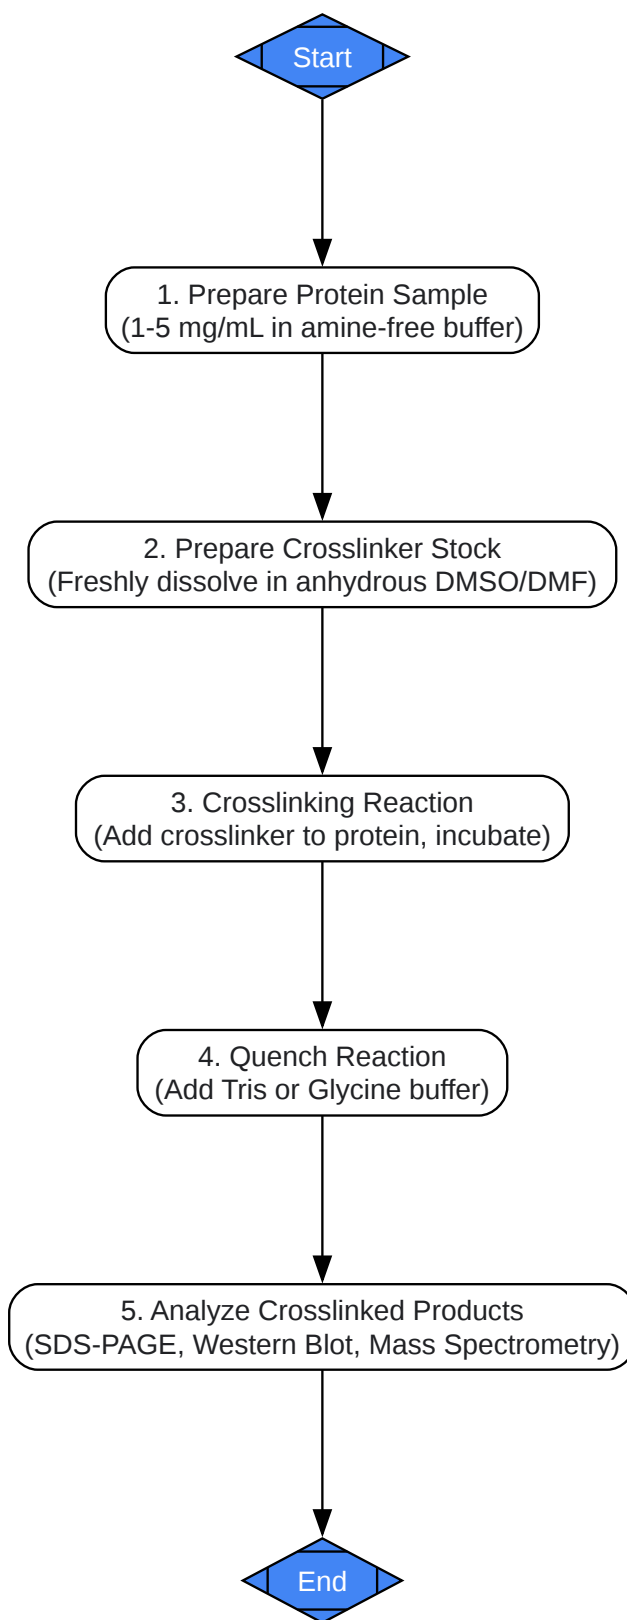 Start
1. Prepare Protein Sample
(1-5 mg/mL in amine-free buffer)
2. Prepare Crosslinker Stock
(Freshly dissolve in anhydrous DMSO/DMF)
3. Crosslinking Reaction
(Add crosslinker to protein, incubate)
4. Quench Reaction
(Add Tris or Glycine buffer)
5. Analyze Crosslinked Products
(SDS-PAGE, Western Blot, Mass Spectrometry)
End